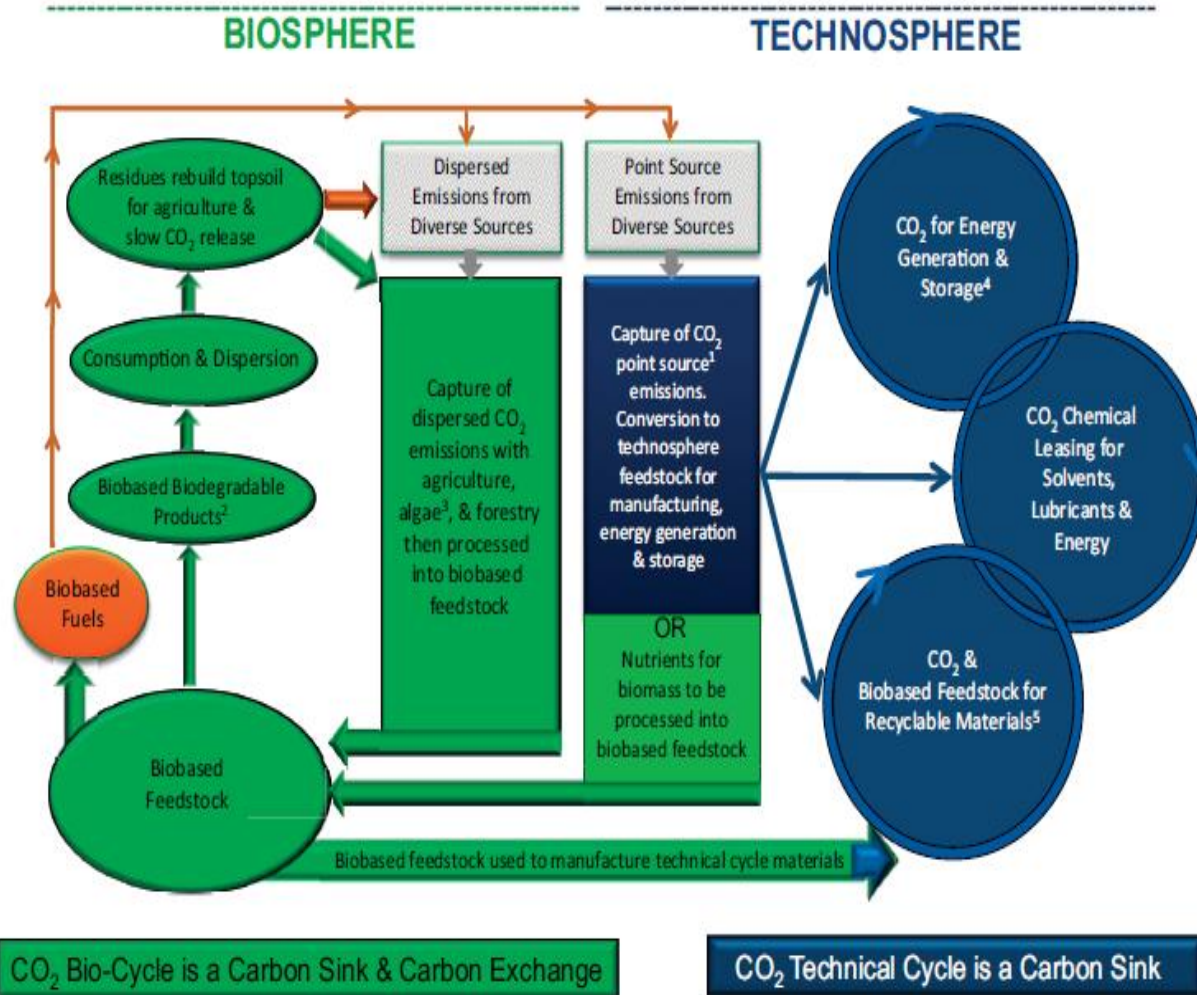 BIOSPHERE
TECHNOSPHERE
Residues rebuild topsoil
for agriculture &
slow CO₂ release
Dispersed
Emissions from
Diverse Sources
Point Source
Emissions from
Diverse Sources
CO₂ for Energy
Generation &
Storage⁴
Consumption & Dispersion
Capture of
dispersed CO₂
emissions with
agriculture,
algae³, & forestry
then processed
into biobased
feedstock
Capture of CO₂
point source¹
emissions.
Conversion to
technosphere
feedstock for
manufacturing,
energy generation
& storage
CO₂ Chemical
Leasing for
Solvents,
Lubricants &
Energy
Biobased Biodegradable
Products²
Biobased
Fuels
OR
Nutrients for
biomass to be
processed into
biobased feedstock
CO₂ &
Biobased Feedstock for
Recyclable Materials⁵
Biobased
Feedstock
Biobased feedstock used to manufacture technical cycle materials
CO₂ Bio-Cycle is a Carbon Sink & Carbon Exchange
CO₂ Technical Cycle is a Carbon Sink